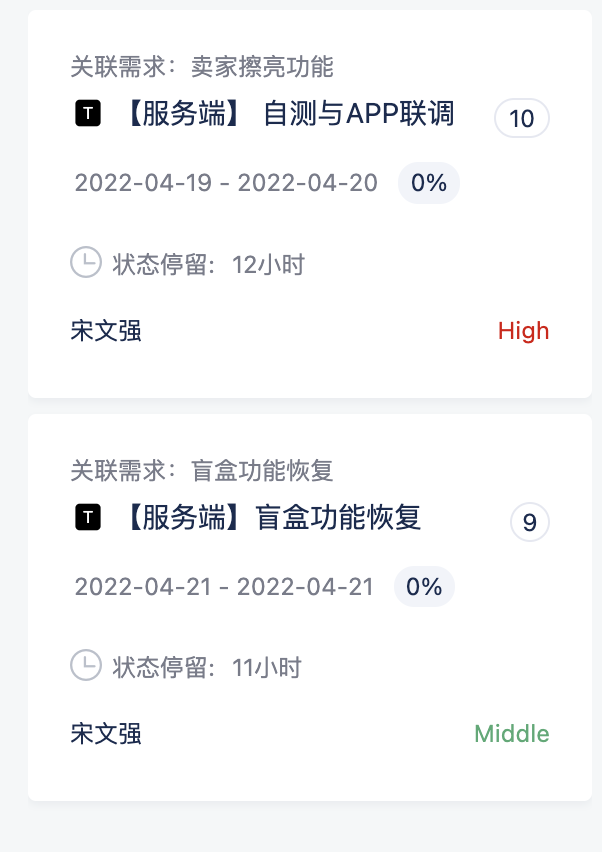 关联需求：卖家擦亮功能
T 【服务端】 自测与APP联调 10
2022-04-19 - 2022-04-20 0%
状态停留: 12小时
宋文强 High
关联需求：盲盒功能恢复
T 【服务端】盲盒功能恢复 9
2022-04-21 - 2022-04-21 0%
状态停留: 11小时
宋文强 Middle